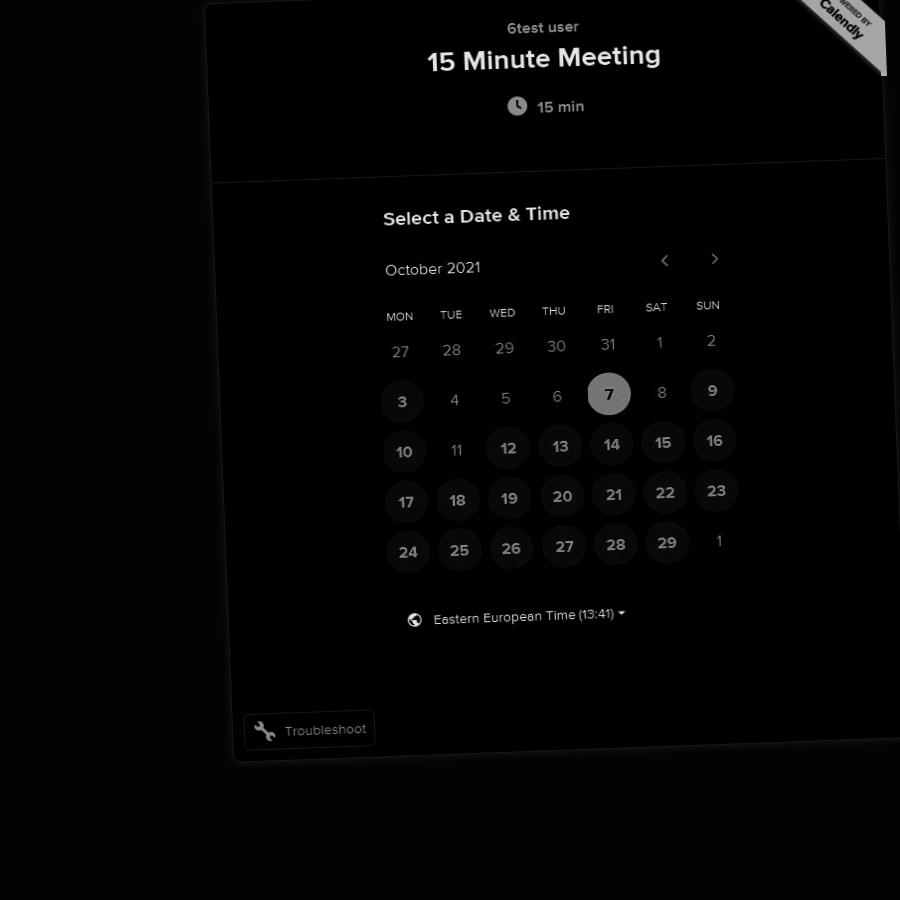 6test user
15 Minute Meeting
15 min
Calendly
Select a Date & Time
October 2021
MON TUE WED THU FRI SAT SUN
27 28 29 30 31 1 2
3 4 5 6 7 8 9
10 11 12 13 14 15 16
17 18 19 20 21 22 23
24 25 26 27 28 29 1
Eastern European Time (13:41)
Troubleshoot